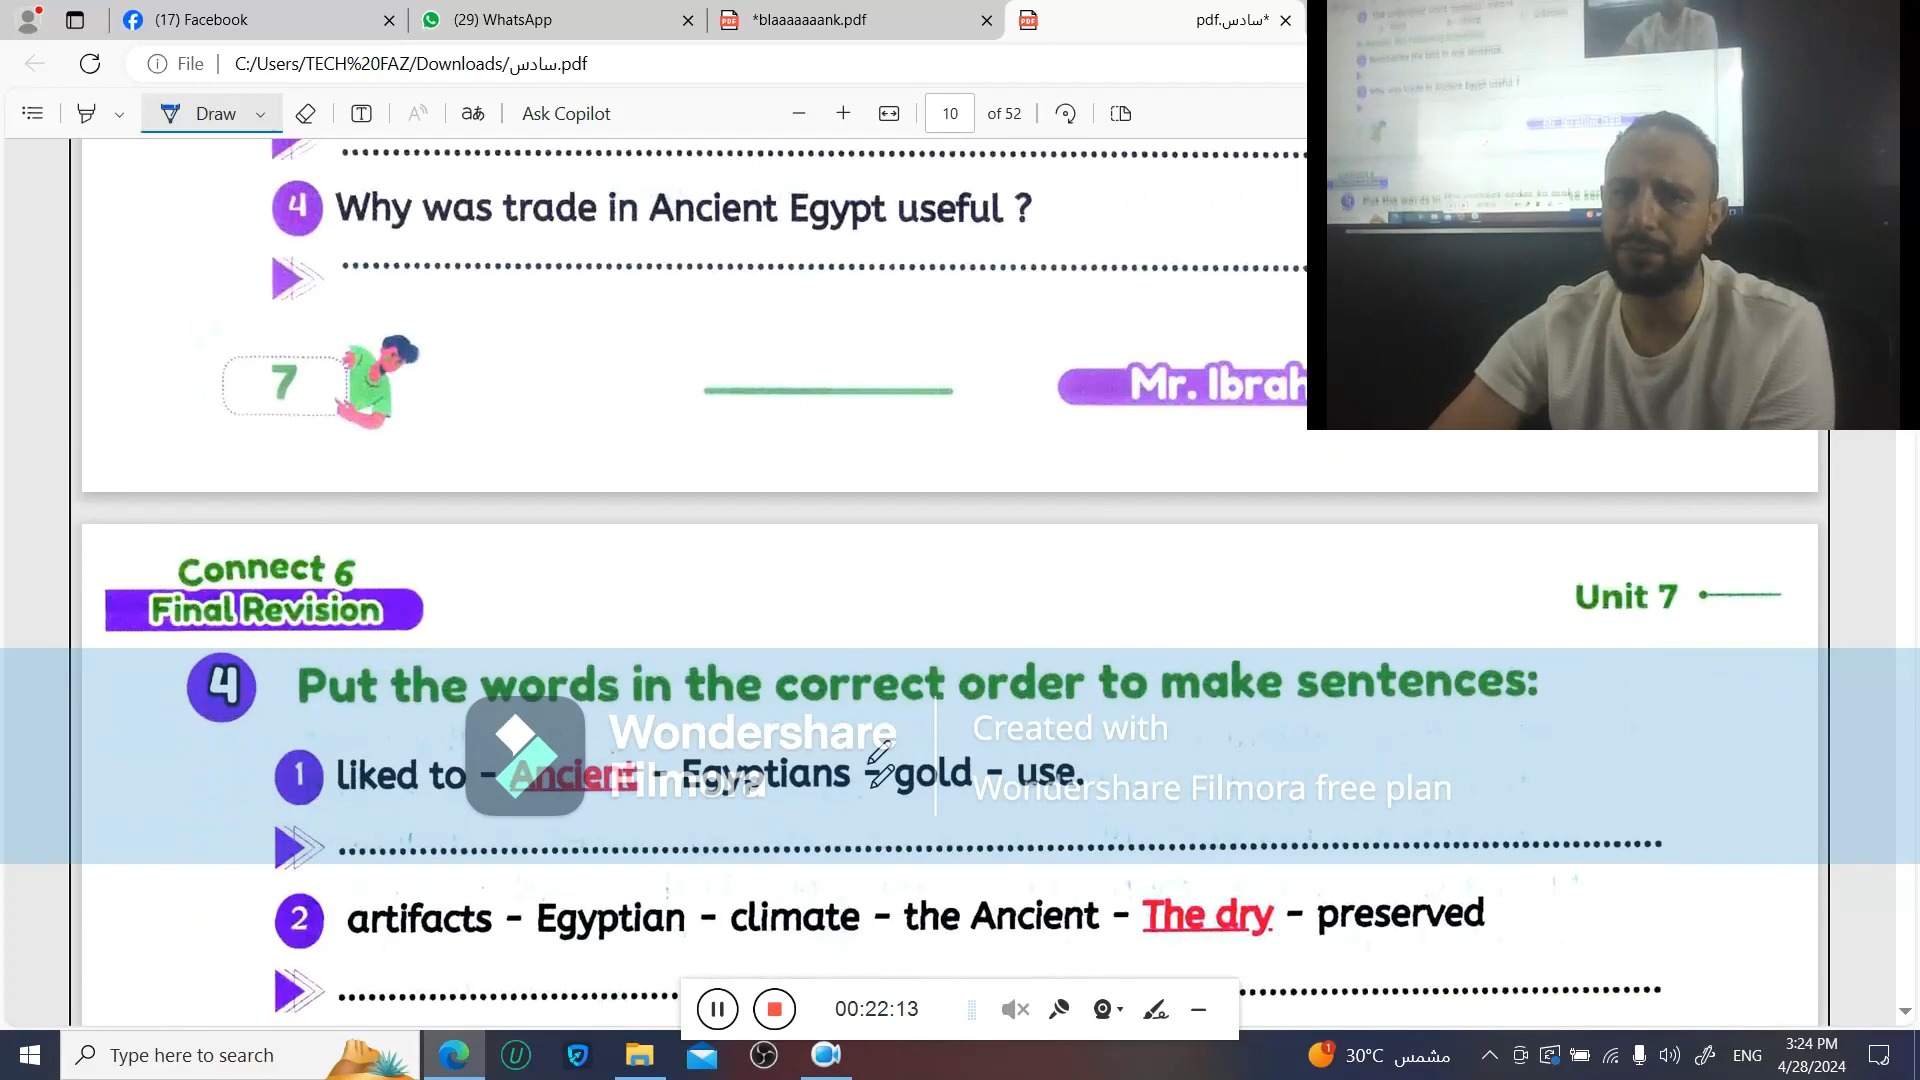 (17) Facebook
(29) WhatsApp
*blaaaaaank.pdf
سادس.pdf*
File
C:/Users/TECH%20FAZ/Downloads/سادس.pdf
Draw
Ask Copilot
10 of 52
4 Why was trade in Ancient Egypt useful ?
7
Mr. Ibrah
Connect 6
Final Revision
Unit 7
4 Put the words in the correct order to make sentences:
Wondershare
Filmora
Created with
Wondershare Filmora free plan
1 liked to - Ancient - Egyptians - gold - use.
2 artifacts - Egyptian - climate - the Ancient - The dry - preserved
00:22:13
Type here to search
30°C مشمس
ENG
3:24 PM
4/28/2024